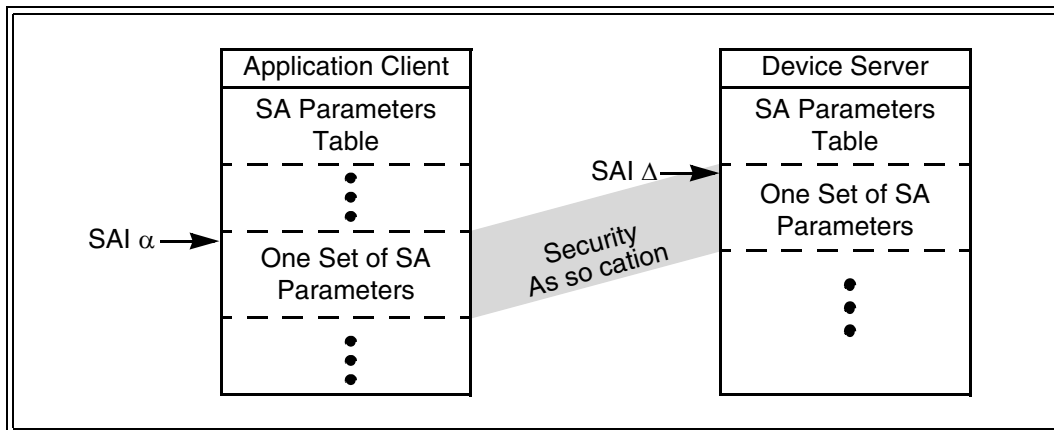 Application Client
SA Parameters
Table
SAI α
One Set of SA
Parameters
Security
As so cation
Device Server
SA Parameters
Table
SAI Δ
One Set of SA
Parameters